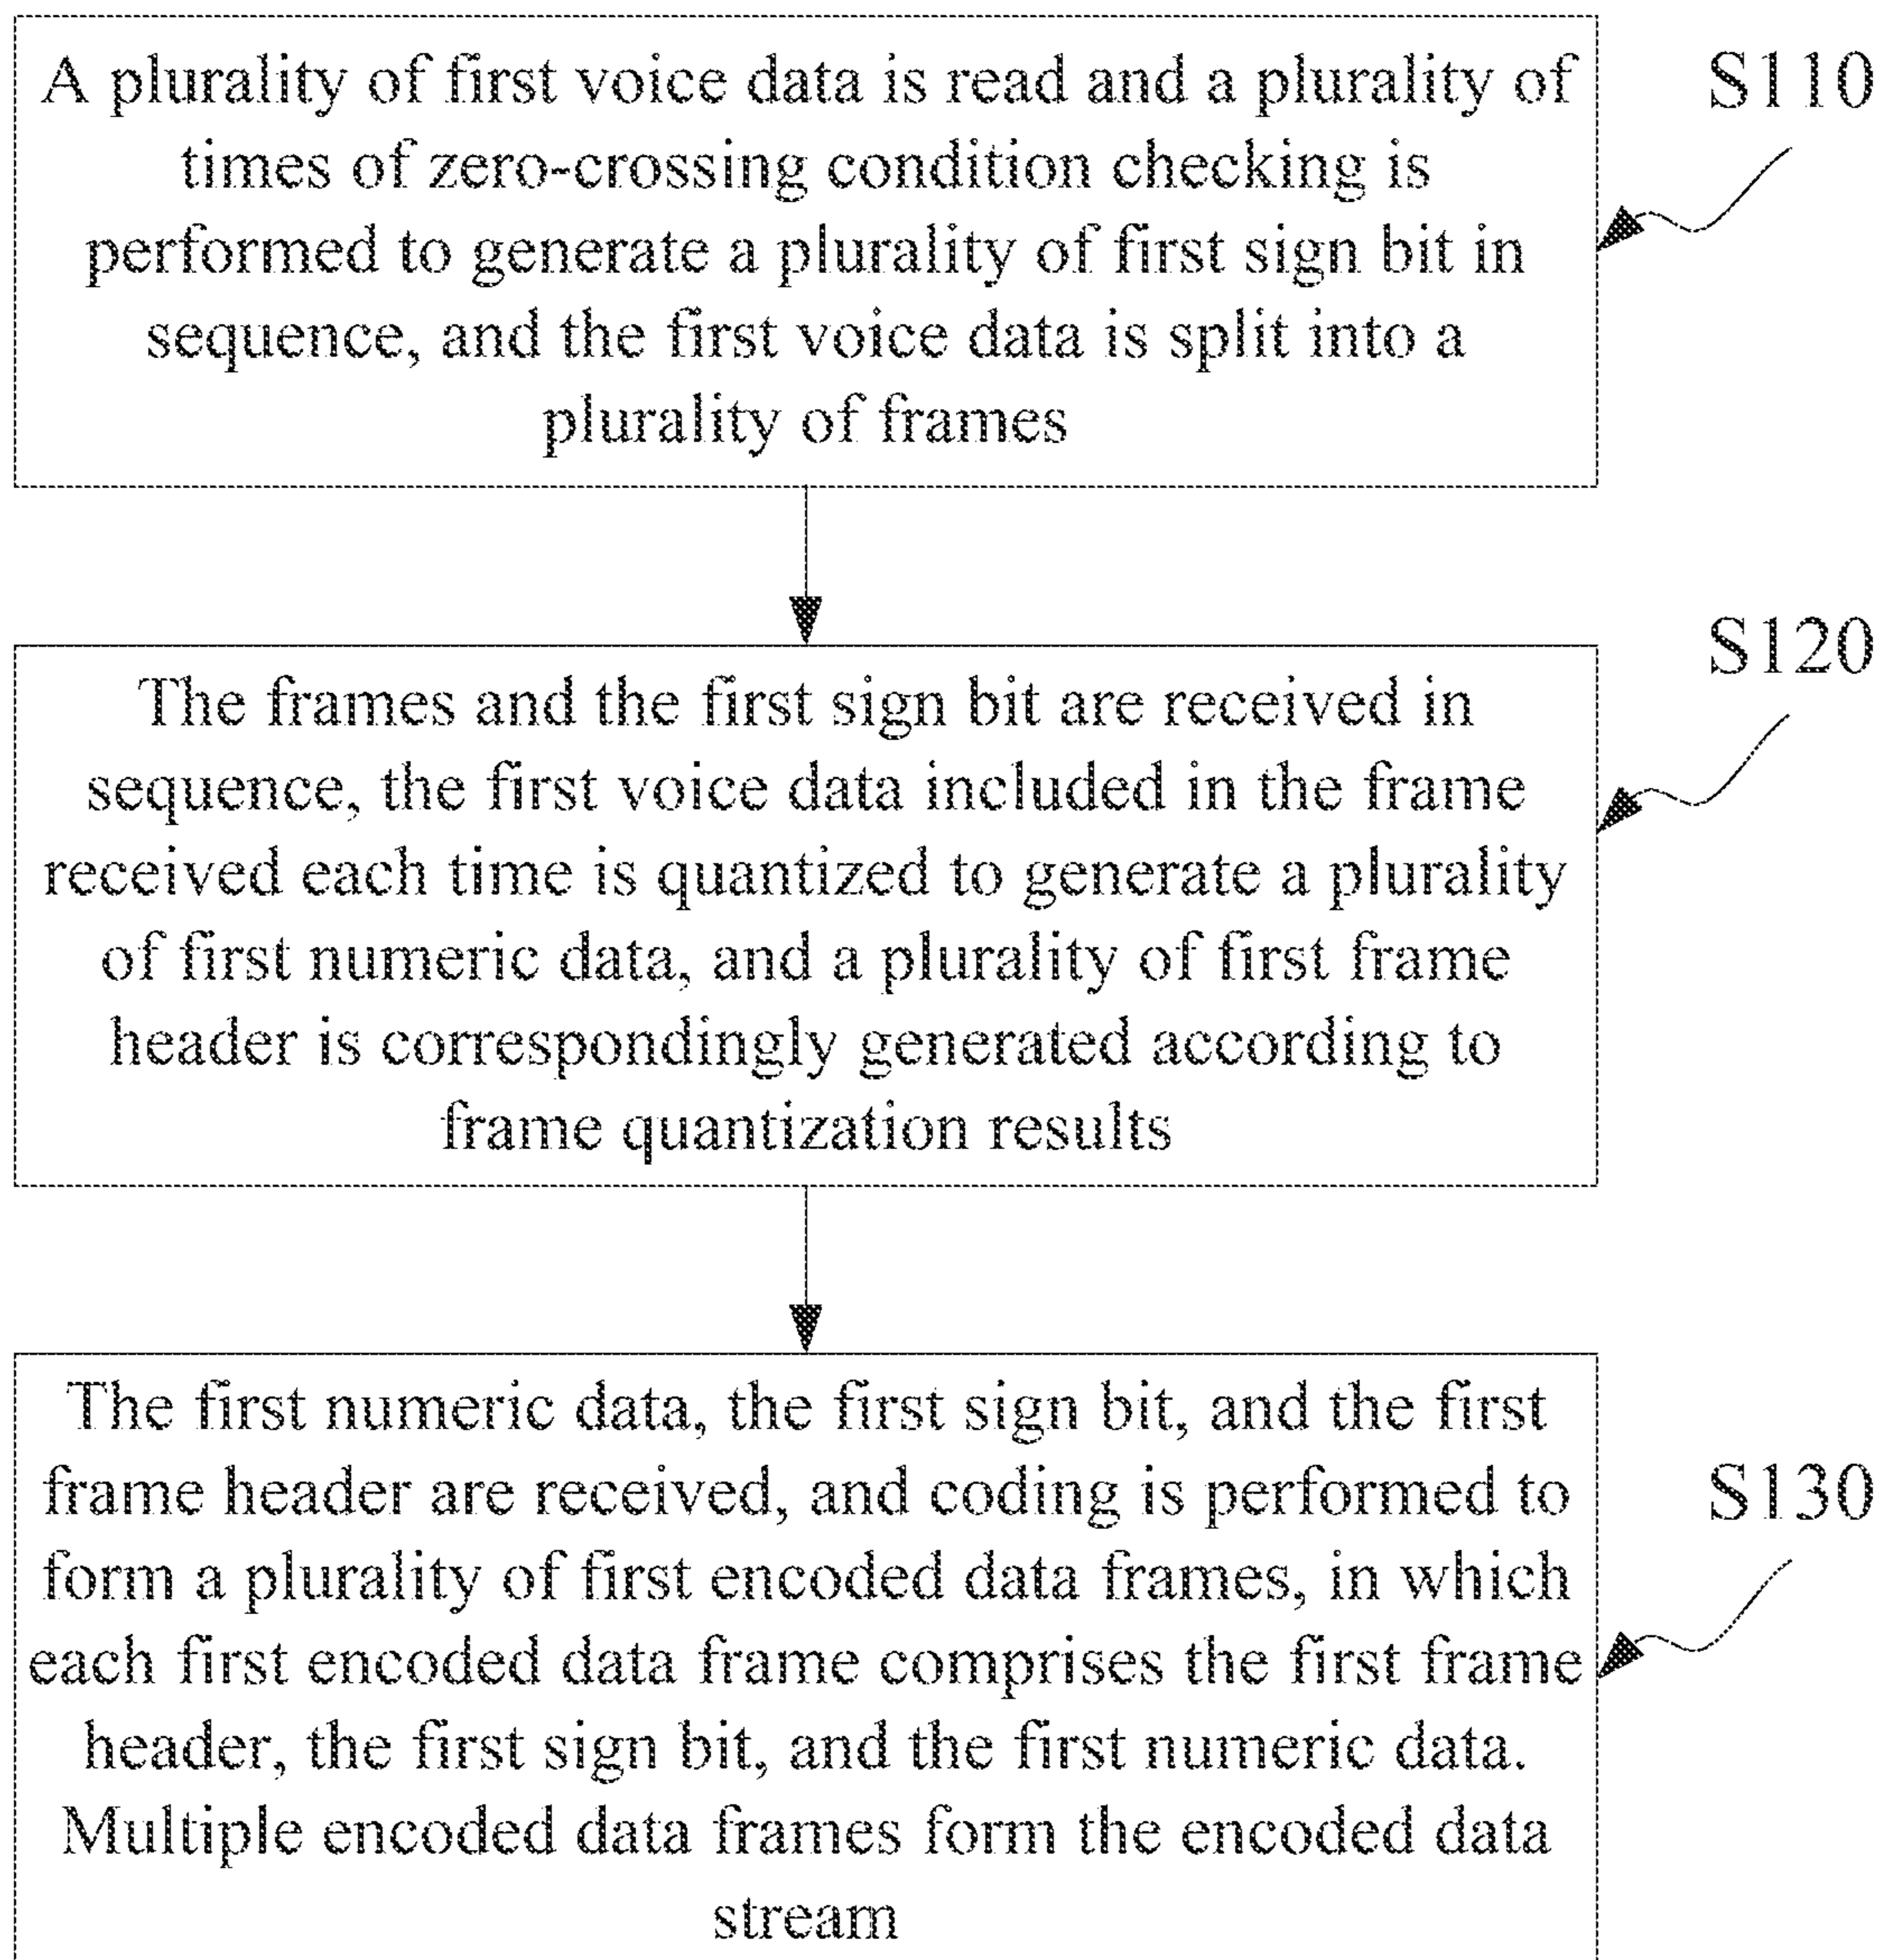 A plurality of first voice data is read and a plurality of
times of zero-crossing condition checking is
performed to generate a plurality of first sign bit in
sequence, and the first voice data is split into a
plurality of frames
S110
The frames and the first sign bit are received in
sequence, the first voice data included in the frame
received each time is quantized to generate a plurality
of first numeric data, and a plurality of first frame
header is correspondingly generated according to
frame quantization results
S120
The first numeric data, the first sign bit, and the first
frame header are received, and coding is performed to
form a plurality of first encoded data frames, in which
each first encoded data frame comprises the first frame
header, the first sign bit, and the first numeric data.
Multiple encoded data frames form the encoded data
stream
S130